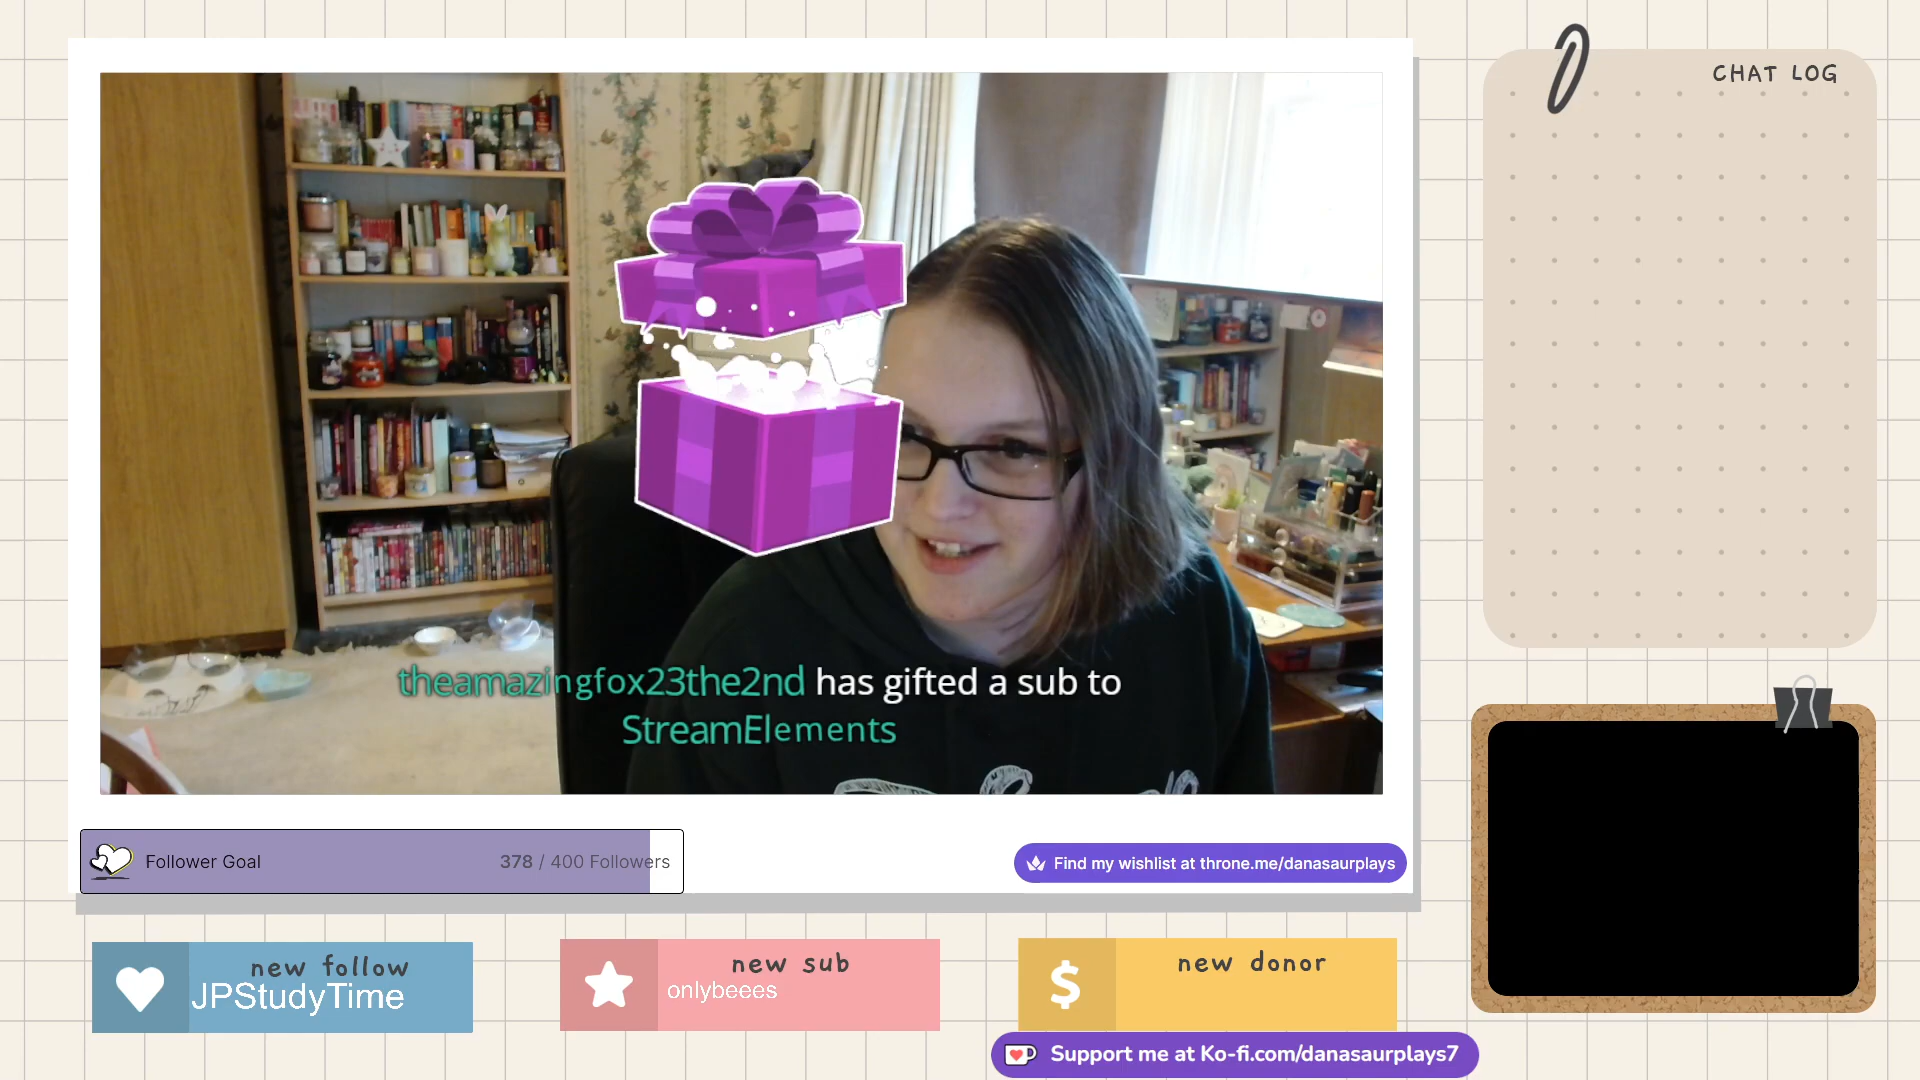 CHAT LOG
theamazingfox23the2nd has gifted a sub to
StreamElements
Follower Goal
378 / 400 Followers
Find my wishlist at throne.me/danasaurplays
new follow
JPStudyTime
new sub
onlybeees
new donor
Support me at Ko-fi.com/danasaurplays7